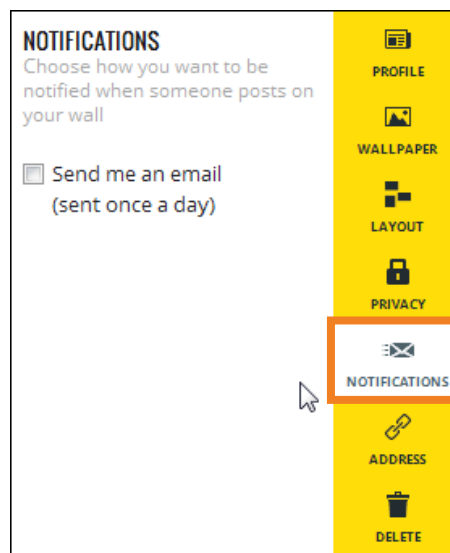 NOTIFICATIONS
Choose how you want to be
notified when someone posts on
your wall
Send me an email
(sent once a day)
PROFILE
WALLPAPER
LAYOUT
PRIVACY
NOTIFICATIONS
ADDRESS
DELETE